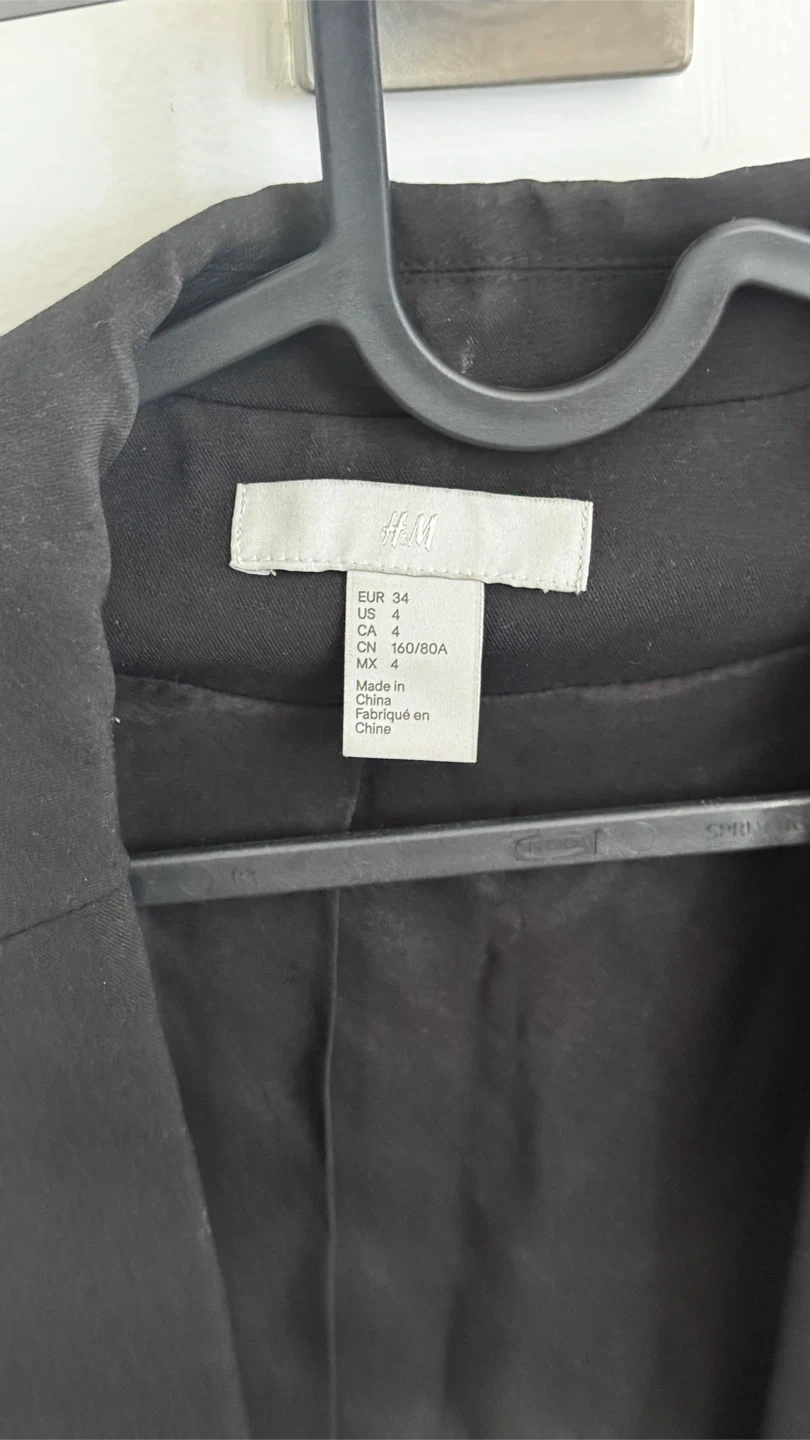 H&M
EUR 34
US 4
CA 4
CN 160/80A
MX 4
Made in
China
Fabriqué en
Chine